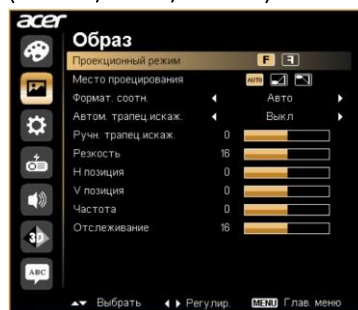 acer
Образ
Проекционный режим F F
Место проецирования AUTO
Формат. соотн. Авто
Автом. трапец.искаж. Выкл
Ручн. трапец.искаж. 0
Резкость 16
H позиция 0
V позиция 0
Частота 0
Отслеживание 16
3D
ABC
Выбрать Регулир. MENU Глав. меню